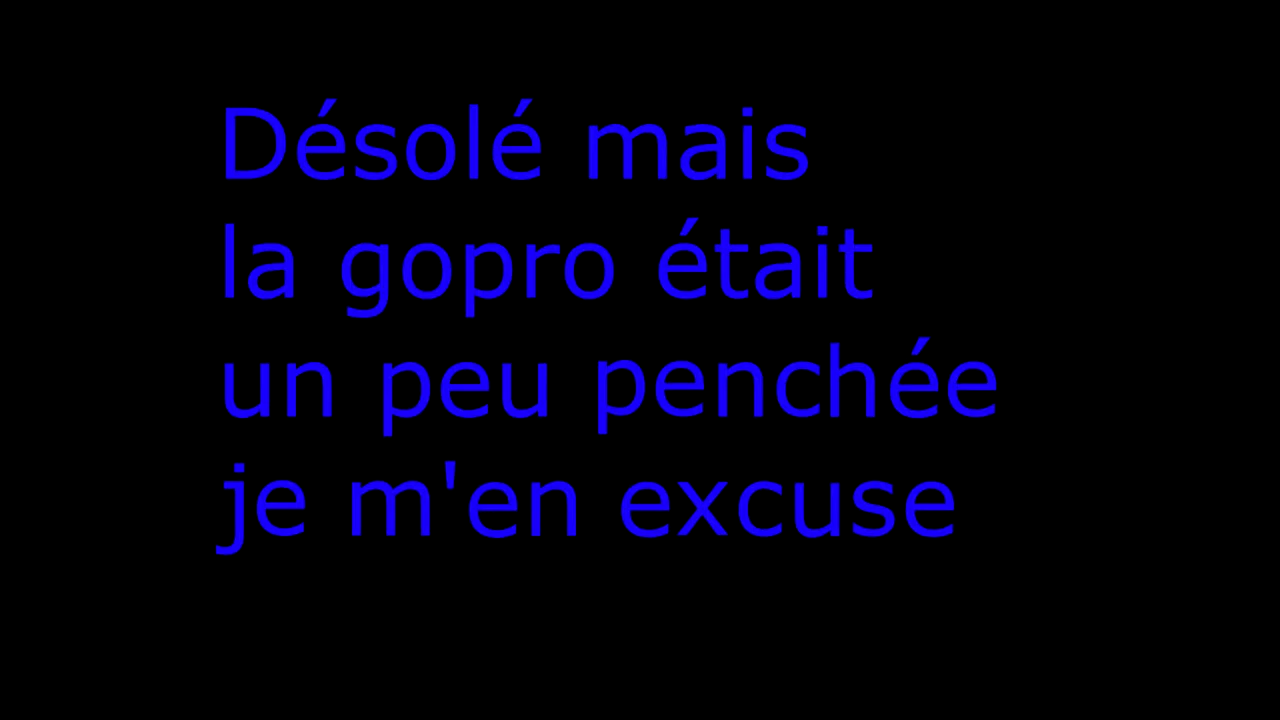 Désolé mais
la gopro était
un peu penchée
je m'en excuse